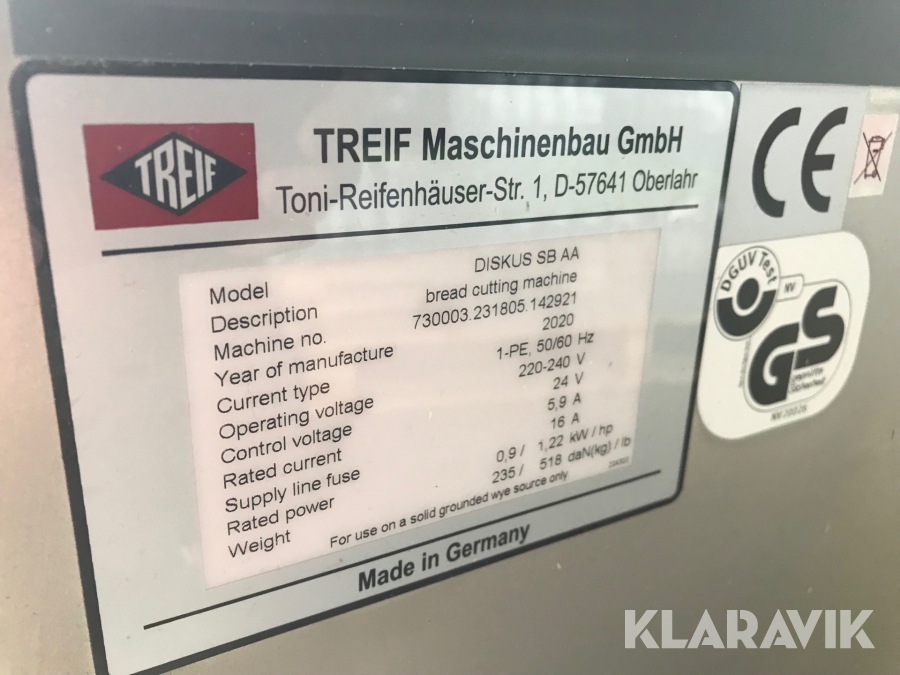 TREIF
TREIF Maschinenbau GmbH
Toni-Reifenhäuser-Str. 1, D-57641 Oberlahr
Model DISKUS SB AA
Description bread cutting machine
Machine no. 730003.231805.142921
Year of manufacture 2020
Current type 1-PE, 50/60 Hz
Operating voltage 220-240 V
Control voltage 24 V
Rated current 5,9 A
Supply line fuse 16 A
Rated power 0,9 / 1,22 kW / hp
Weight 235 / 518 daN(kg) / lb
For use on a solid grounded wye source only
Made in Germany
CE
DGUV Test
NV
GS
geprüfte
Sicherheit
KLARAVIK